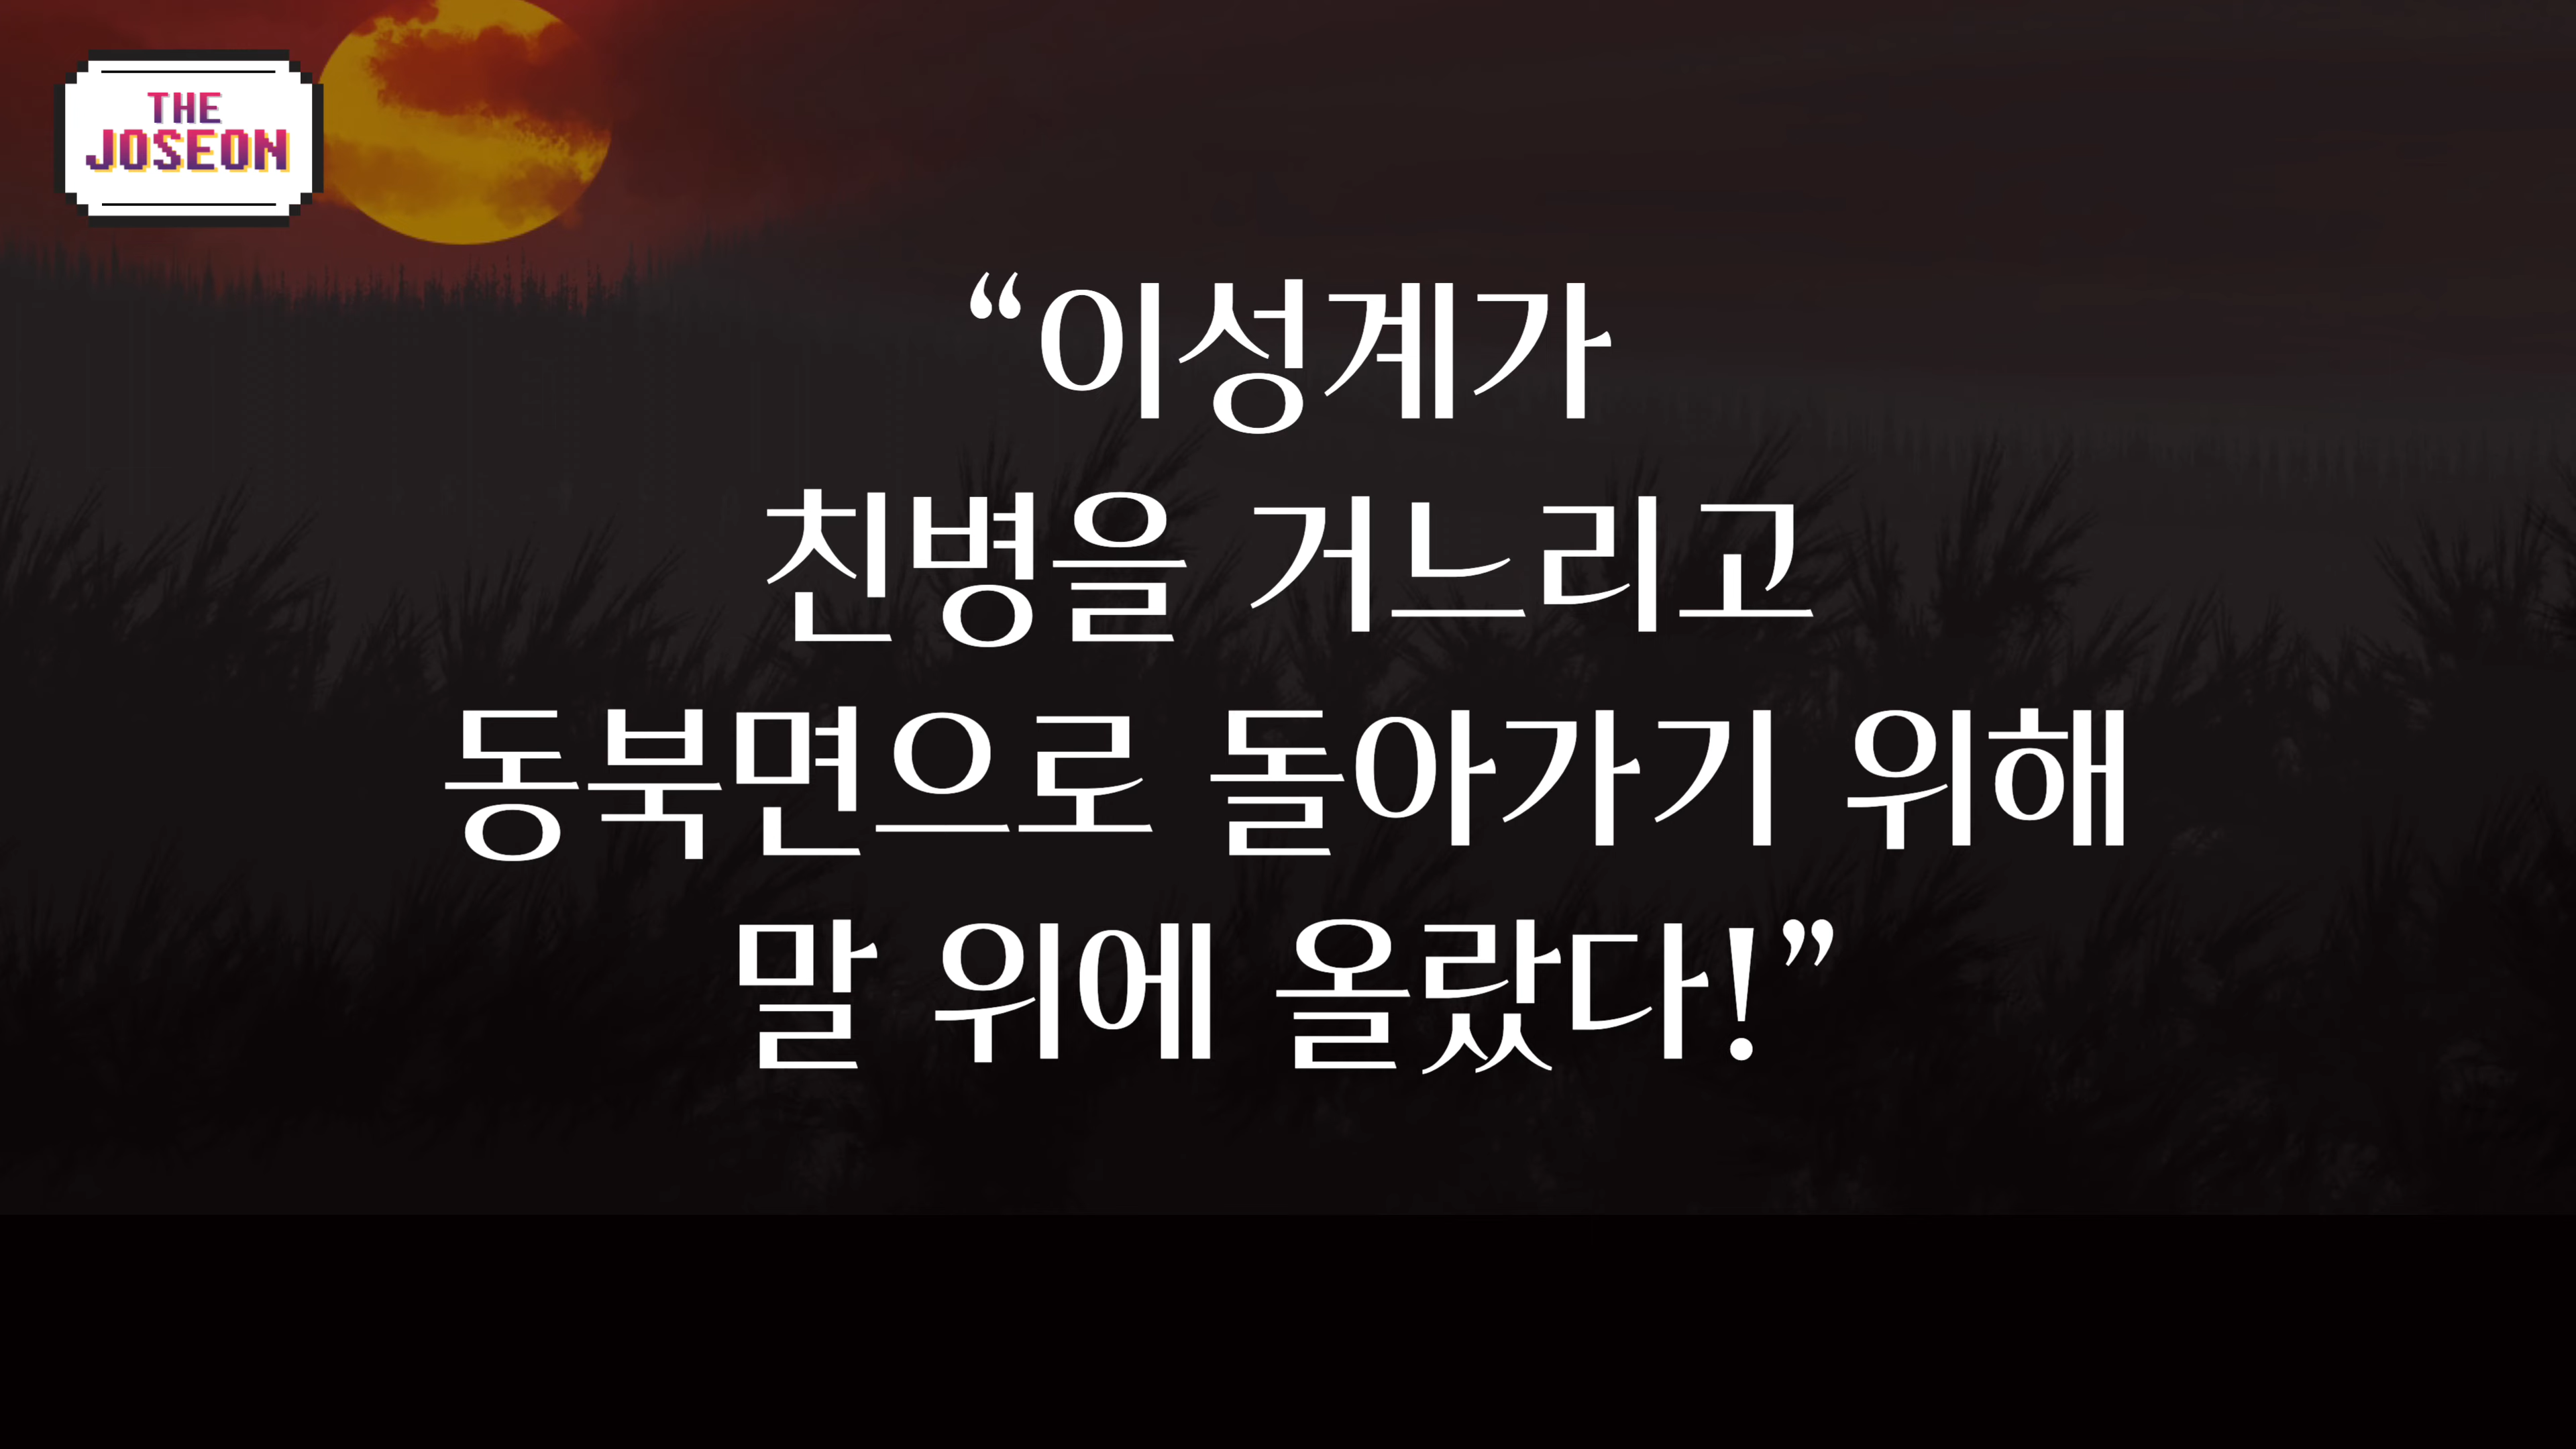 THE
JOSEON
“이성계가
친병을 거느리고
동북면으로 돌아가기 위해
말 위에 올랐다!”